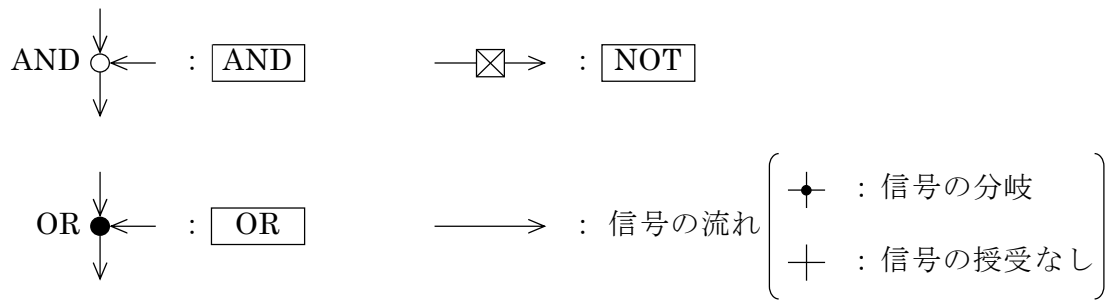 AND : AND : NOT
OR : OR : 信号の流れ
: 信号の分岐
: 信号の授受なし